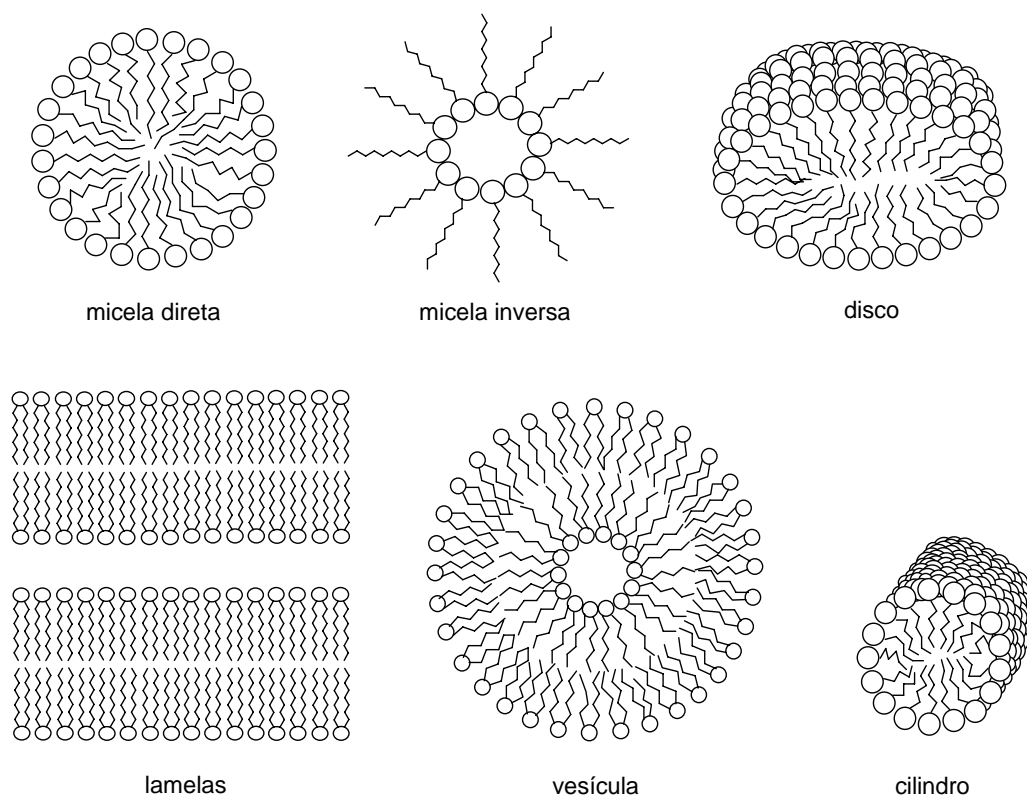 micela direta
micela inversa
disco
lamelas
vesícula
cilindro